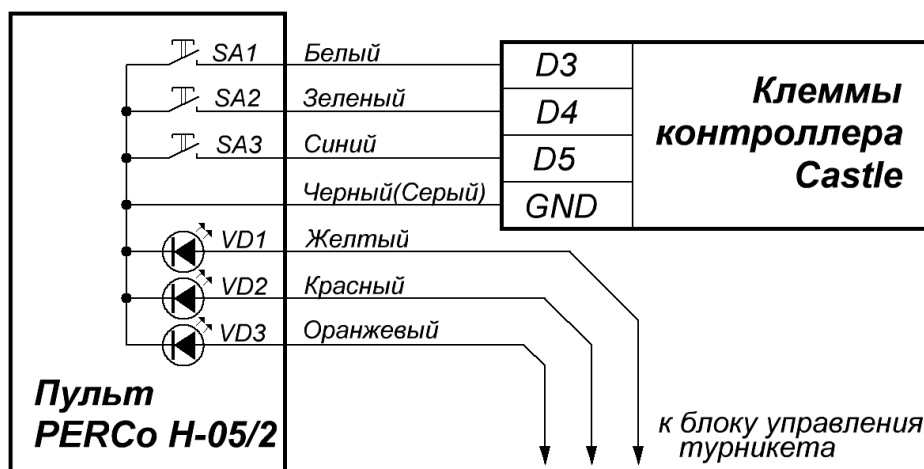 SA1 Белый D3
SA2 Зеленый D4
SA3 Синий D5
Черный(Серый) GND
Клеммы
контроллера
Castle
VD1 Желтый
VD2 Красный
VD3 Оранжевый
Пульт
PERCo H-05/2
к блоку управления
турникета